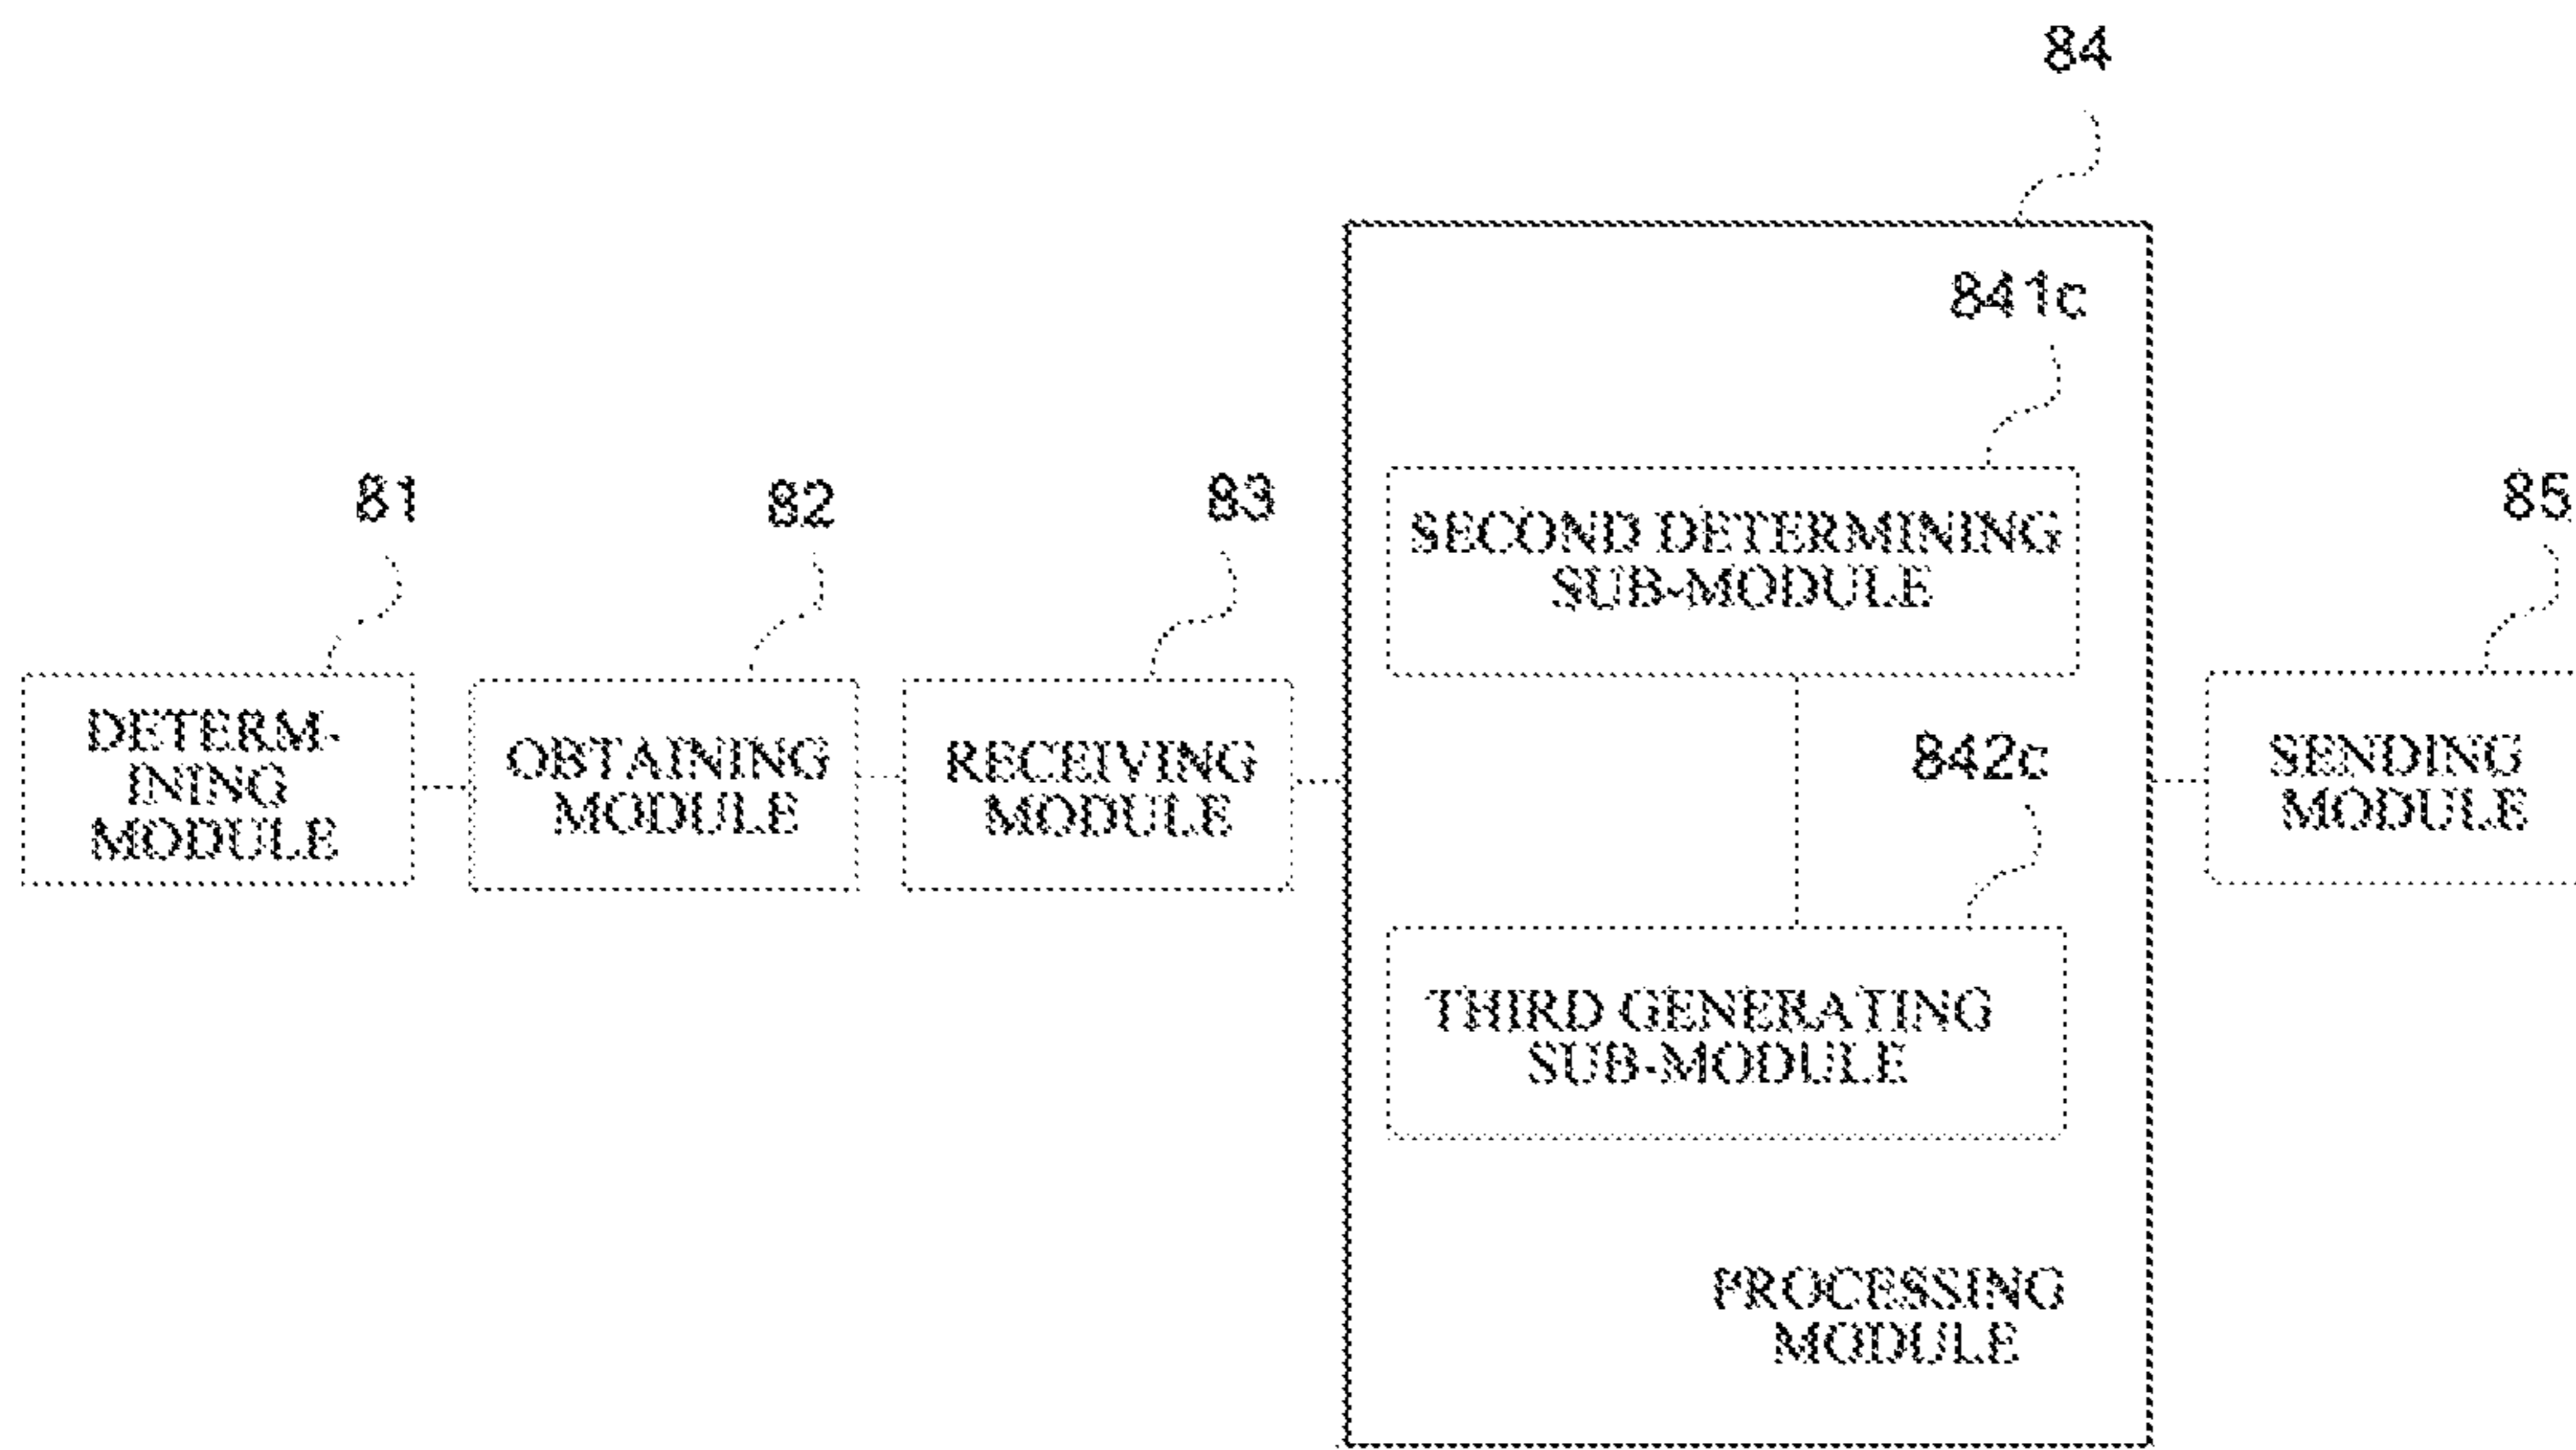 84
841c
81
82
83
85
SECOND DETERMINING
SUB-MODULE
DETERM-
INING
MODULE
OBTAINING
MODULE
RECEIVING
MODULE
842c
SENDING
MODULE
THIRD GENERATING
SUB-MODULE
PROCESSING
MODULE